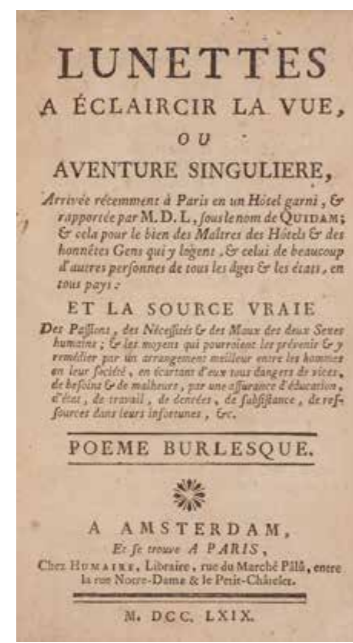 LUNETTES
A ÉCLAIRCIR LA VUE,
OU
AVENTURE SINGULIERE,
Arrivée récemment à Paris en un Hôtel garni, &
rapportée par M. D. L, ſous le nom de QUIDAM;
& cela pour le bien des Maîtres des Hôtels & des
honnêtes Gens qui y logent, & celui de beaucoup
d'autres perſonnes de tous les âges & les états, en
tous pays:
ET LA SOURCE VRAIE
Des Paſſions, des Néceſſités & des Maux des deux Sexes
humains; & les moyens qui pourroient les prévenir & y
remédier par un arrangement meilleur entre les hommes
en leur ſociété, en écartant d'eux tous dangers de vices,
de beſoins & de malheurs, par une aſſurance d'éducation,
d'état, de travail, de denrées, de ſubſiſtance, de reſ-
ſources dans leurs infortunes, &c.
POEME BURLESQUE.
A AMSTERDAM,
Et ſe trouve A PARIS,
Chez HUMAIRE, Libraire, rue du Marché Pâlû, entre
la rue Notre-Dame & le Petit-Châtelet.
M. DCC. LXIX.